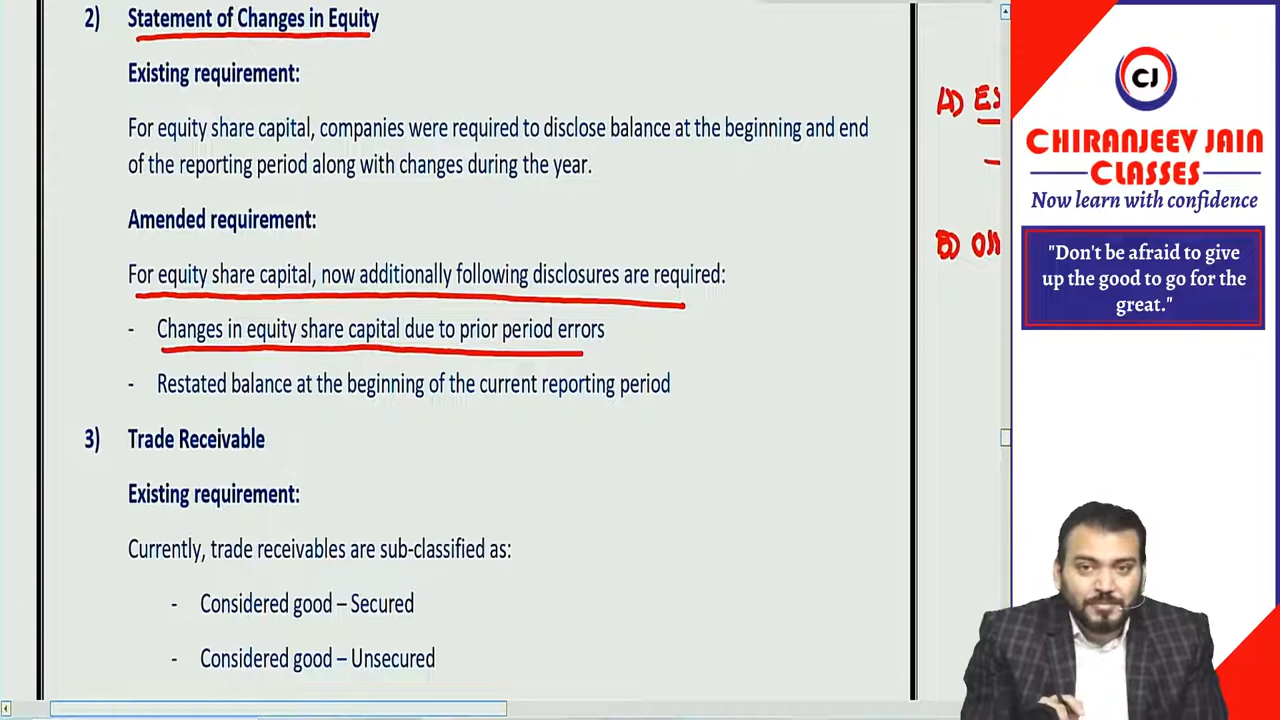 2) Statement of Changes in Equity
Existing requirement:
For equity share capital, companies were required to disclose balance at the beginning and end
of the reporting period along with changes during the year.
Amended requirement:
For equity share capital, now additionally following disclosures are required:
- Changes in equity share capital due to prior period errors
- Restated balance at the beginning of the current reporting period
3) Trade Receivable
Existing requirement:
Currently, trade receivables are sub-classified as:
- Considered good – Secured
- Considered good – Unsecured
A) ES
B) 
CJ
CHIRANJEEV JAIN
CLASSES
Now learn with confidence
"Don't be afraid to give
up the good to go for the
great."